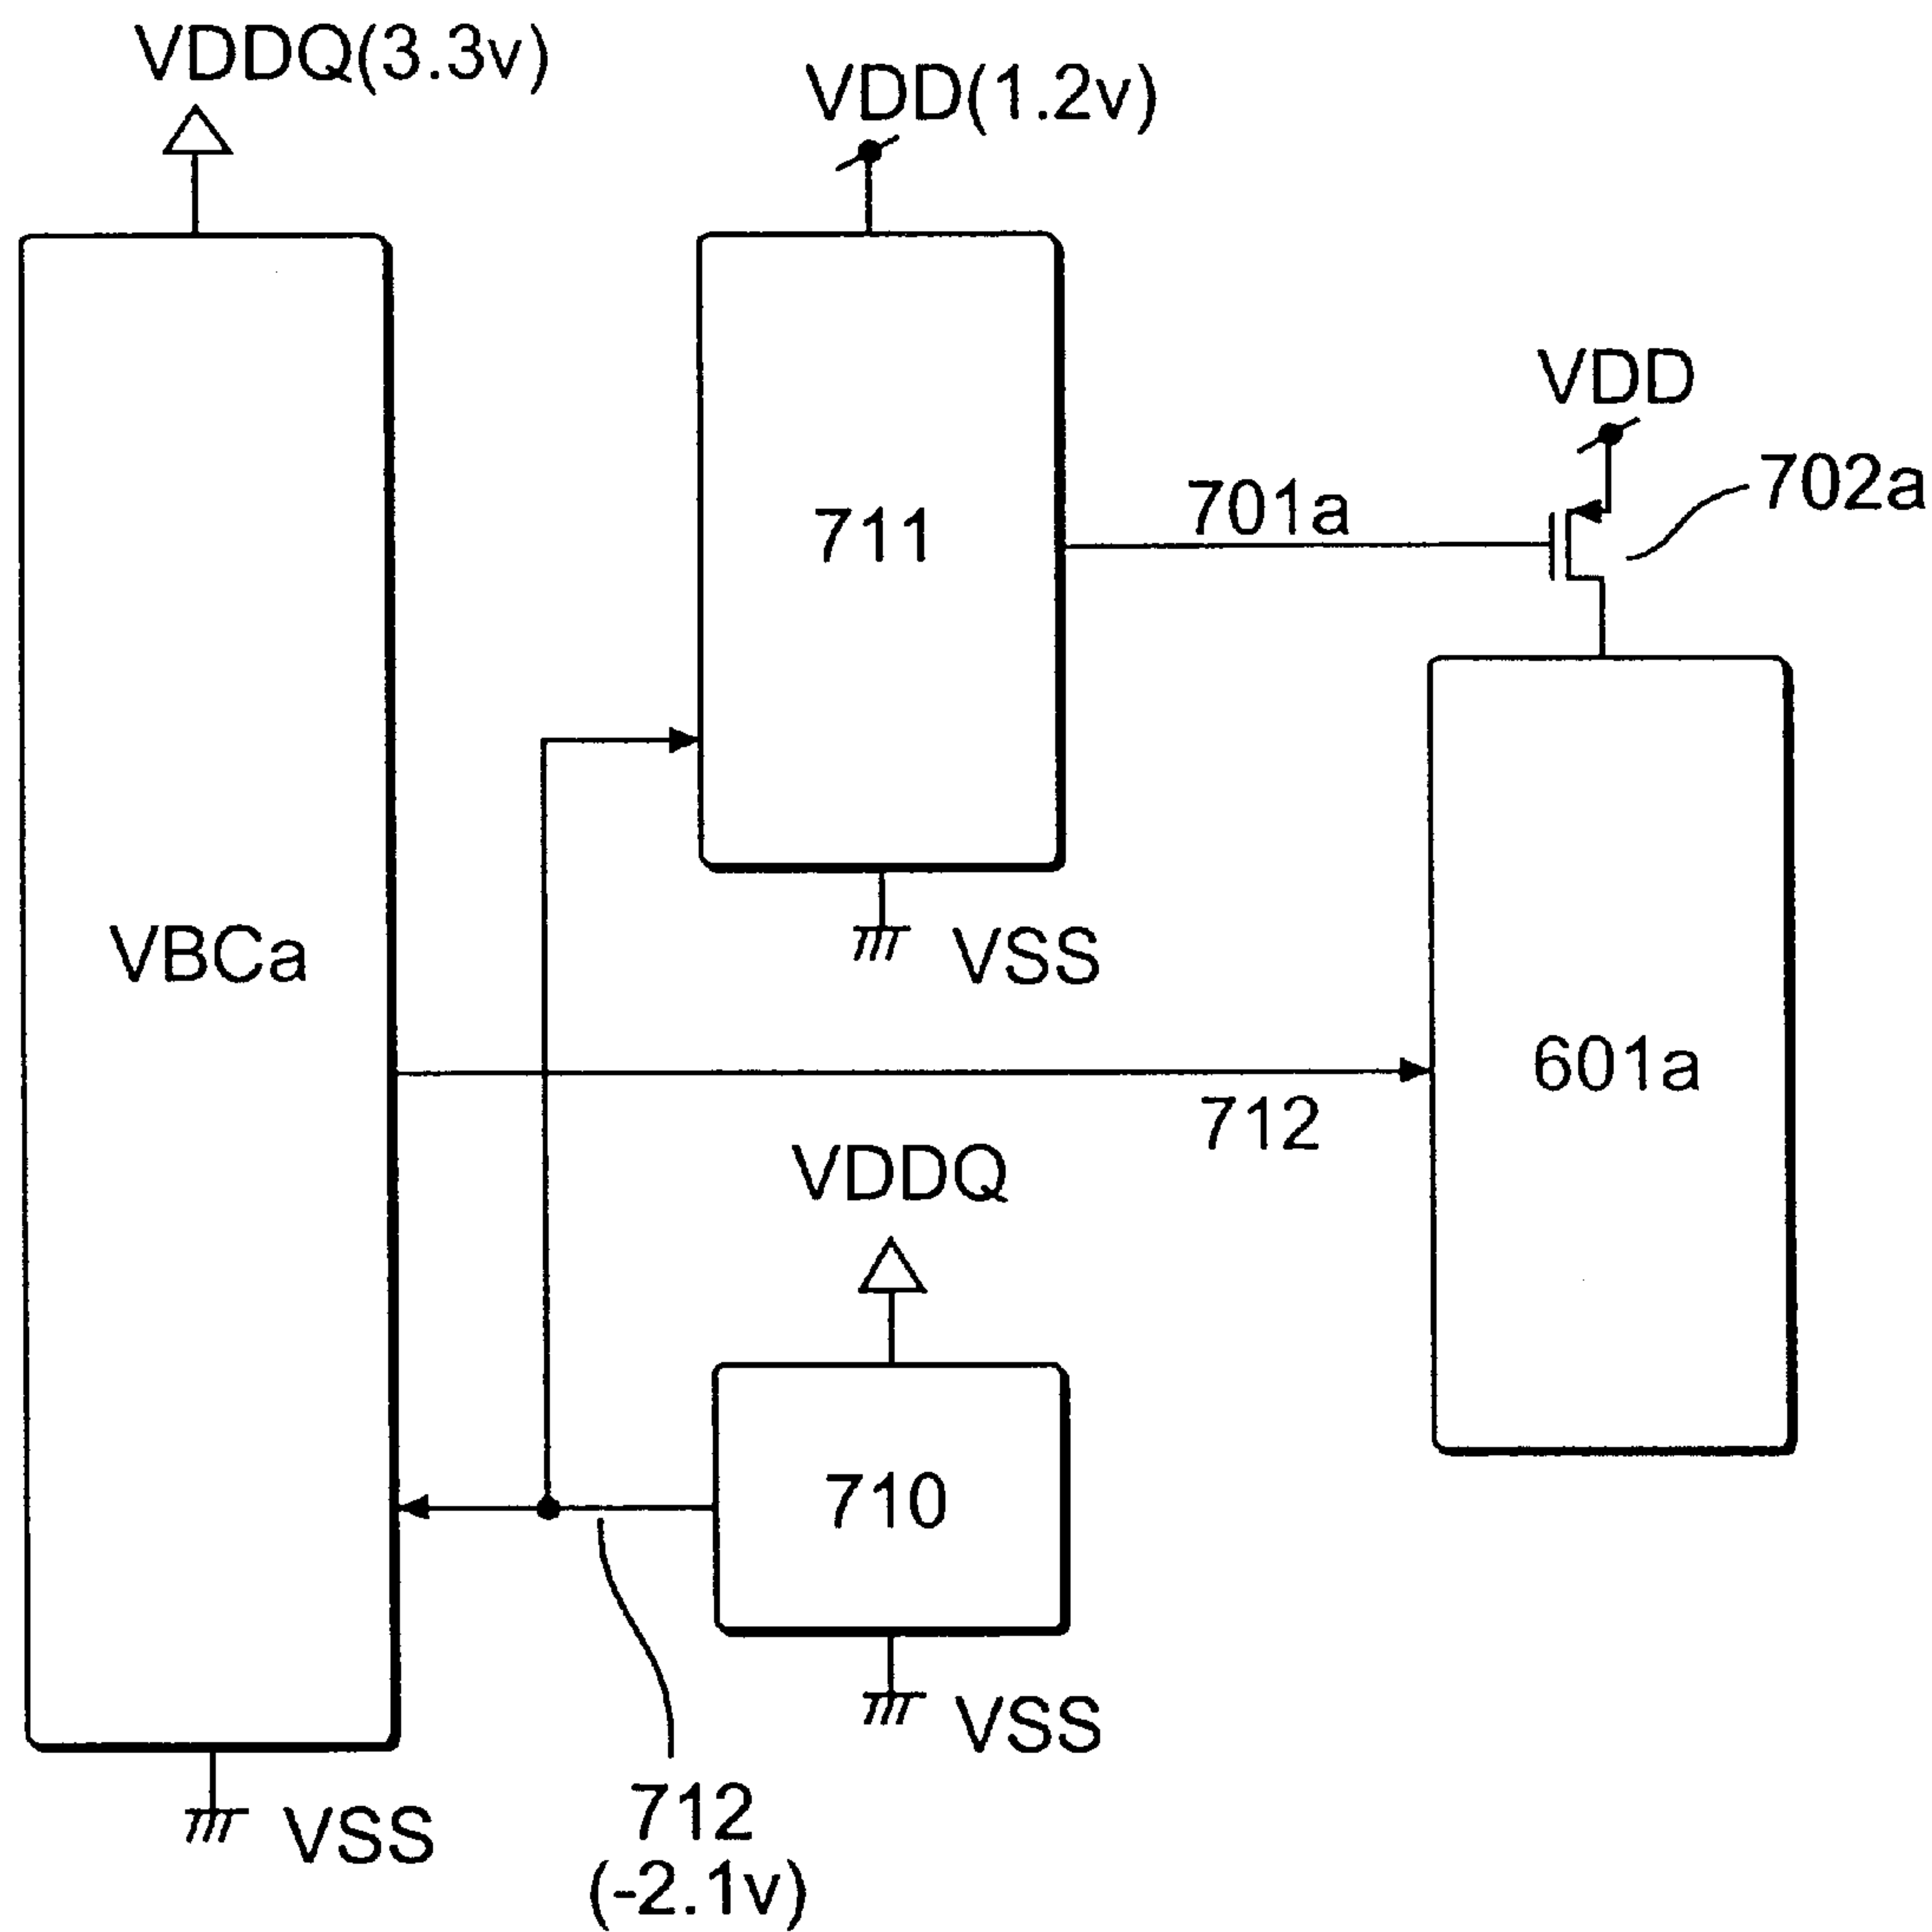 VDDQ(3.3v)
VDD(1.2v)
VDD
702a
701a
711
VBCa
VSS
601a
712
VDDQ
710
VSS
712
(-2.1v)
VSS